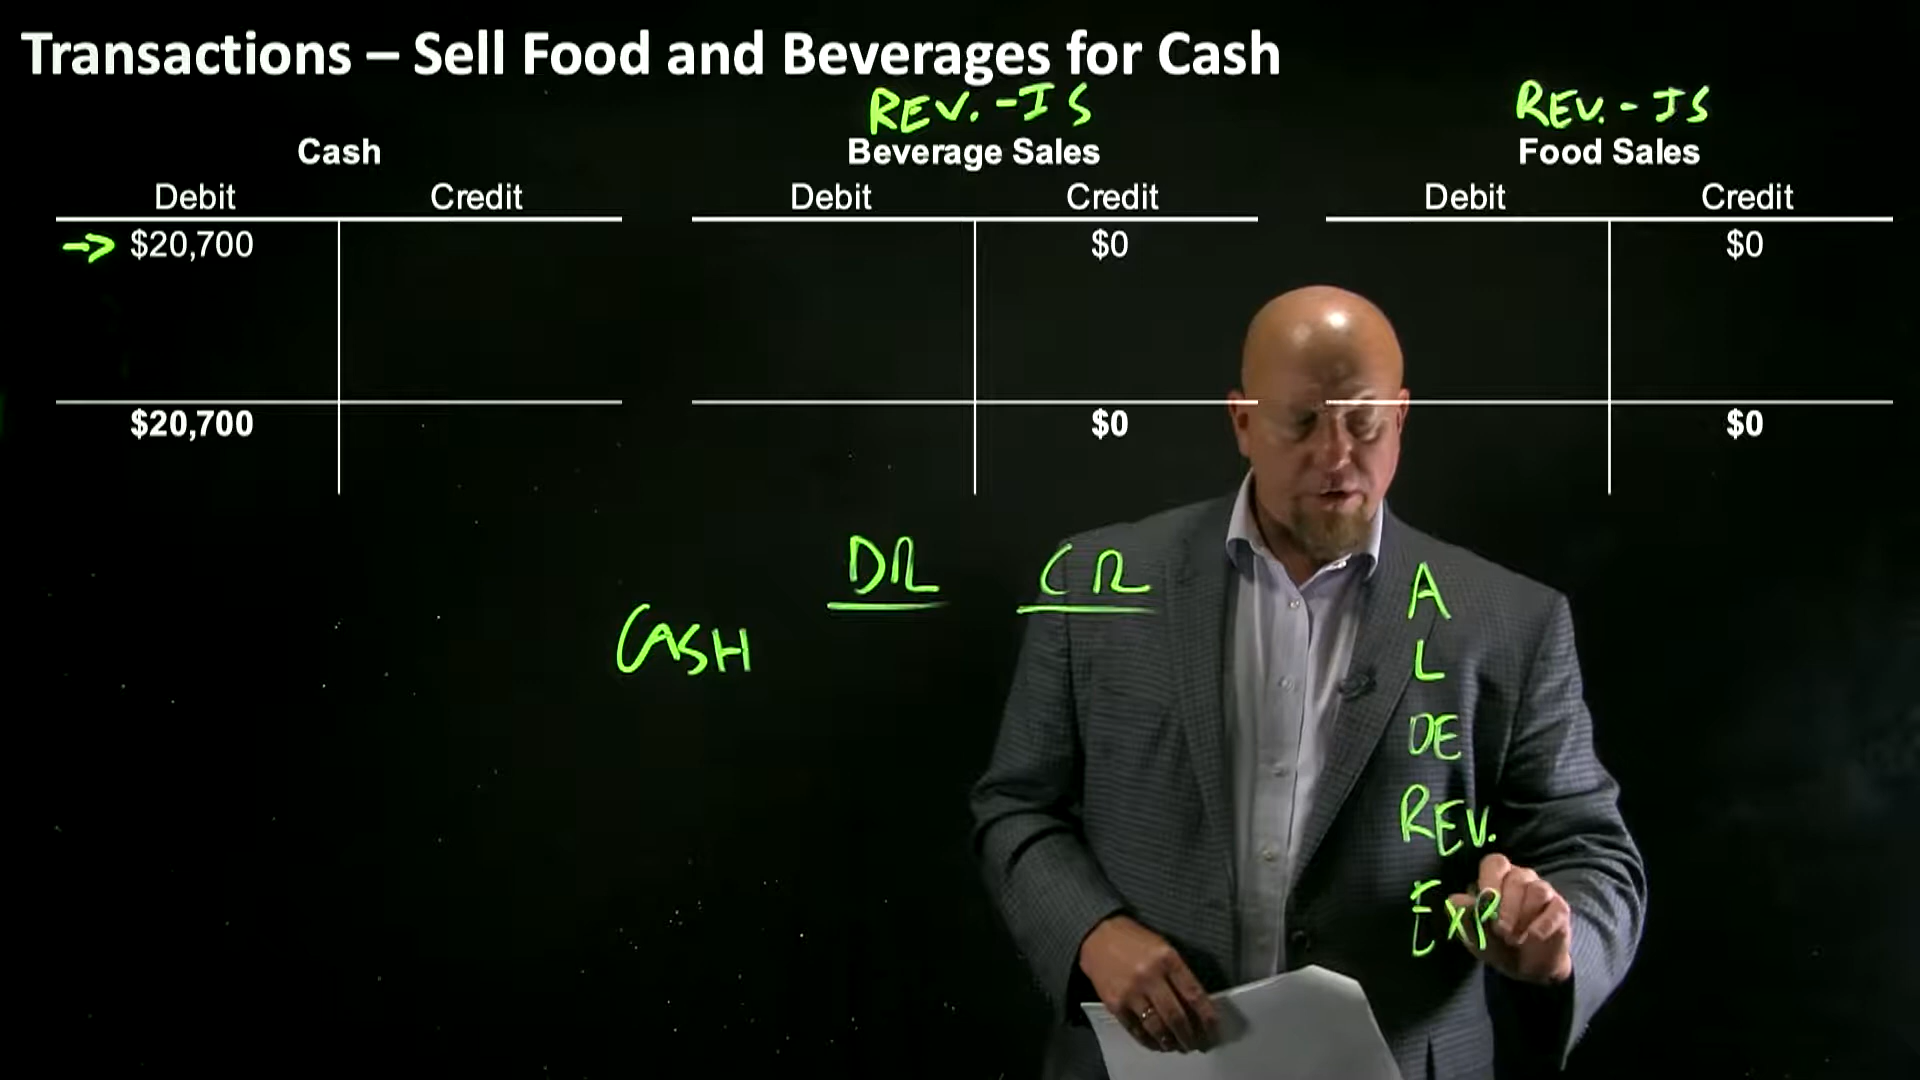 Transactions – Sell Food and Beverages for Cash
REV. - IS REV. - IS
Cash Beverage Sales Food Sales
Debit Credit Debit Credit Debit Credit
→ $20,700 $0 $0
$20,700 $0 $0
DR CR A
CASH L
DE
REV.
EXP